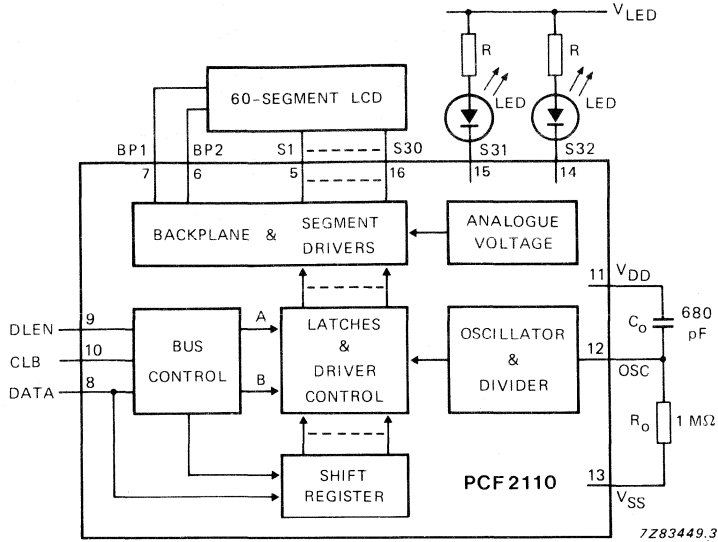 V_LED
R
R
60-SEGMENT LCD
LED
LED
BP1
BP2
S1
S30
S31
S32
7
6
5
16
15
14
BACKPLANE & SEGMENT DRIVERS
ANALOGUE
VOLTAGE
11
V_DD
C_o
680
pF
DLEN
9
A
CLB
10
BUS
CONTROL
LATCHES
&
DRIVER
CONTROL
OSCILLATOR
&
DIVIDER
12
OSC
DATA
8
B
R_o
1 MΩ
SHIFT
REGISTER
PCF2110
13
V_SS
7Z83449.3